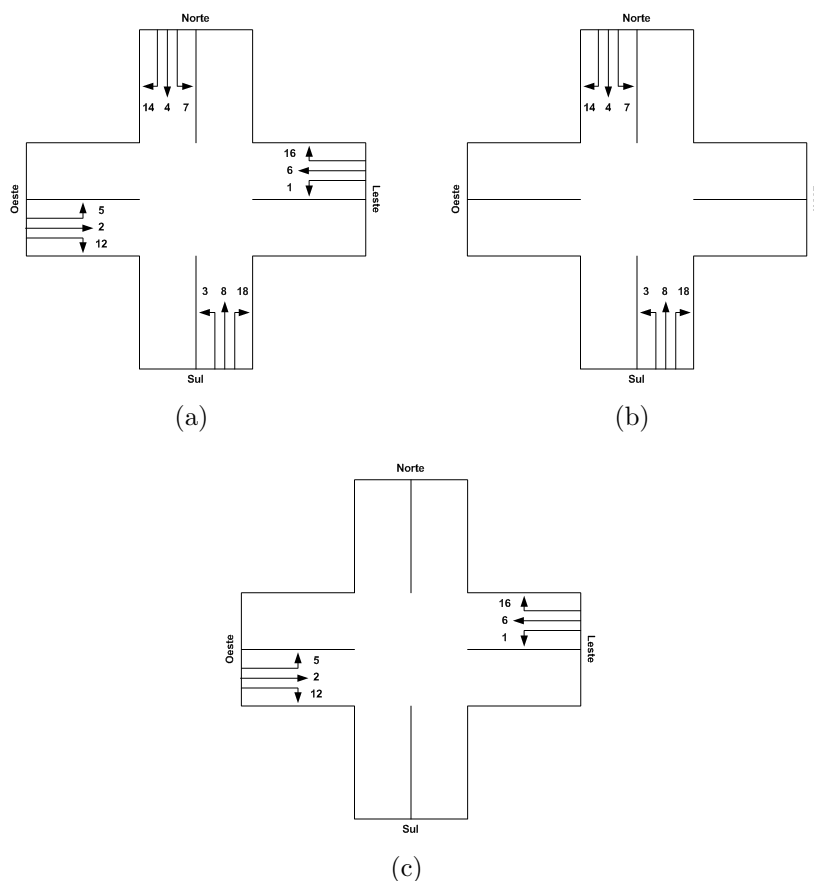 Norte
14 4 7
16
6
1
Oeste
Leste
5
2
12
3 8 18
Sul
(a)
Norte
14 4 7
Oeste
3 8 18
Sul
(b)
Norte
16
6
1
Oeste
Leste
5
2
12
Sul
(c)